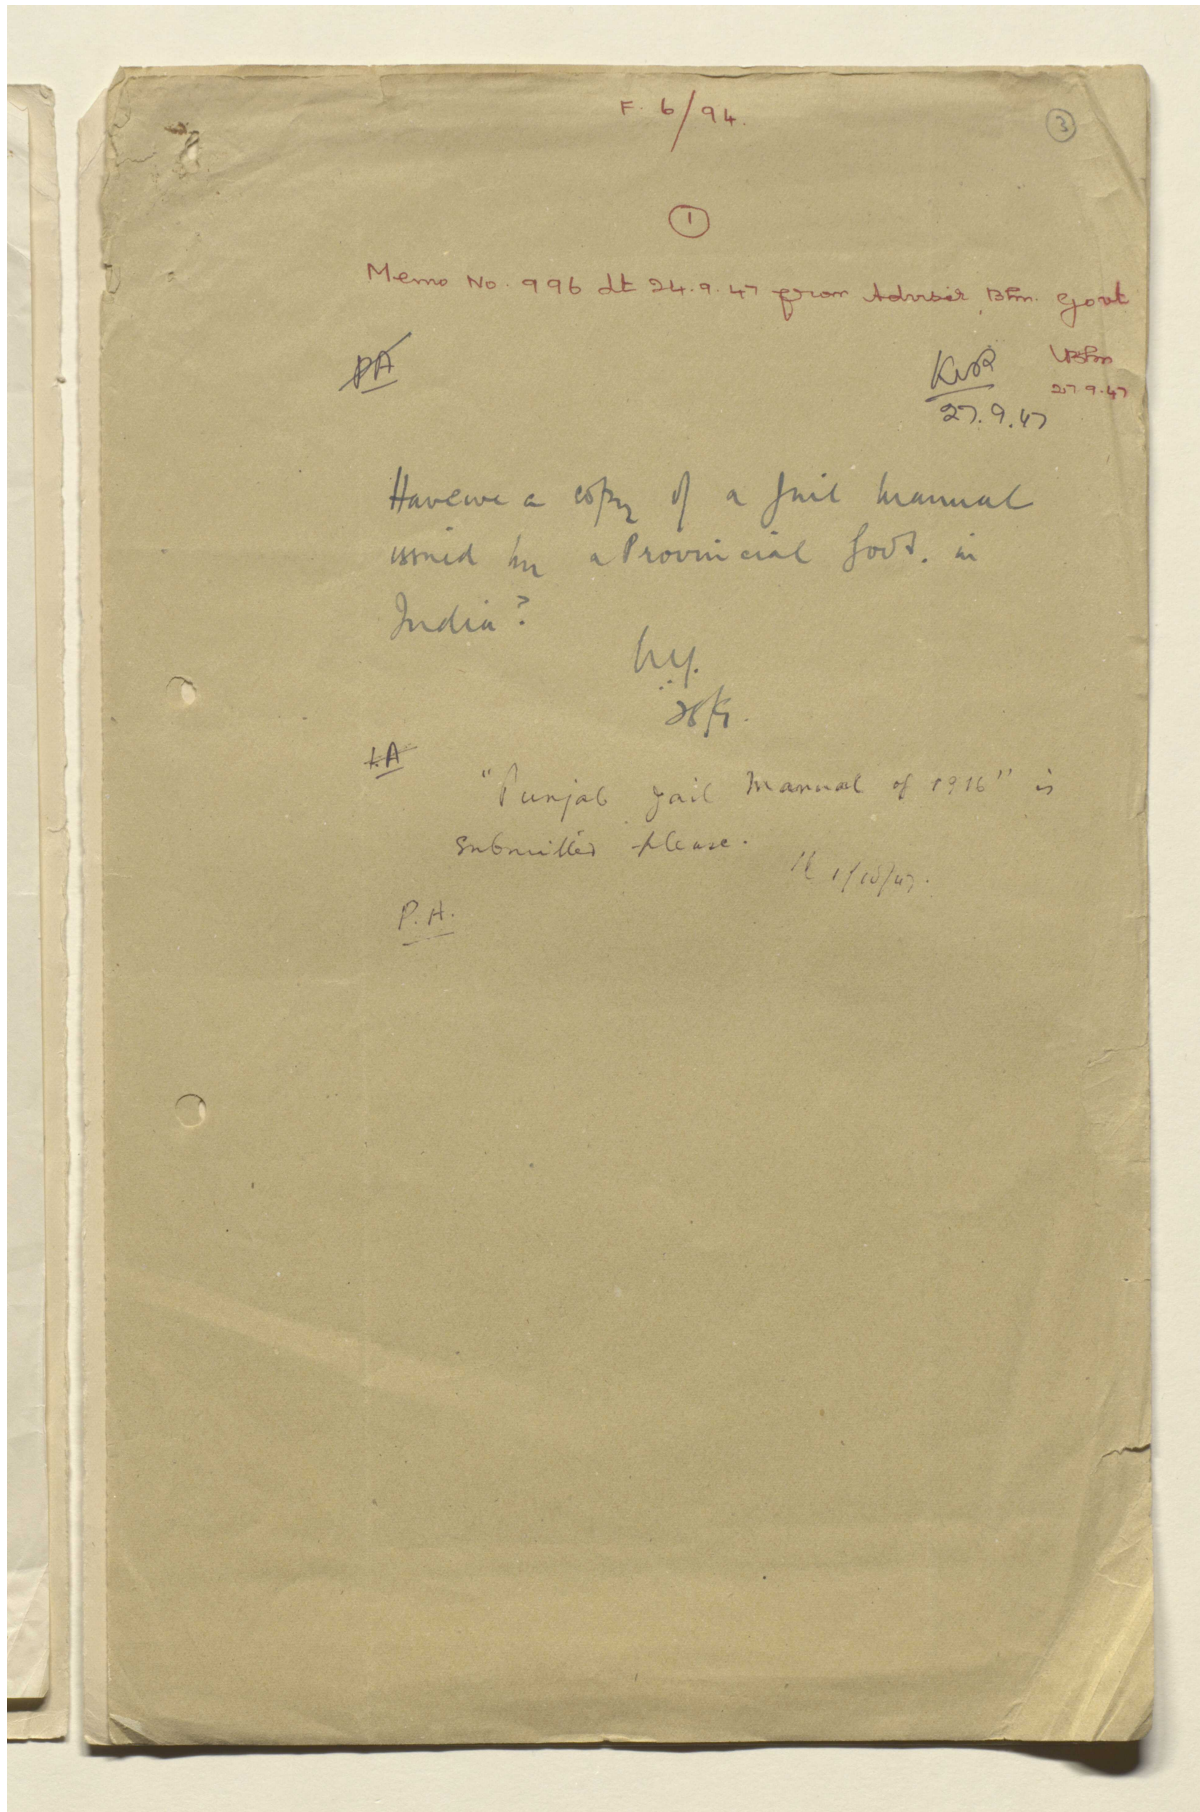 F. 6/94.
3
1
Memo No. 996 dt 24.9.47 from Adviser, Bhn. Govt
PA
27.9.47
27.9.47
Have we a copy of a Jail Manual
issued by a Provincial Govt. in
India?
28/9.
"Punjab Jail Manual of 1916" is
submitted please.
1/10/47.
P.A.